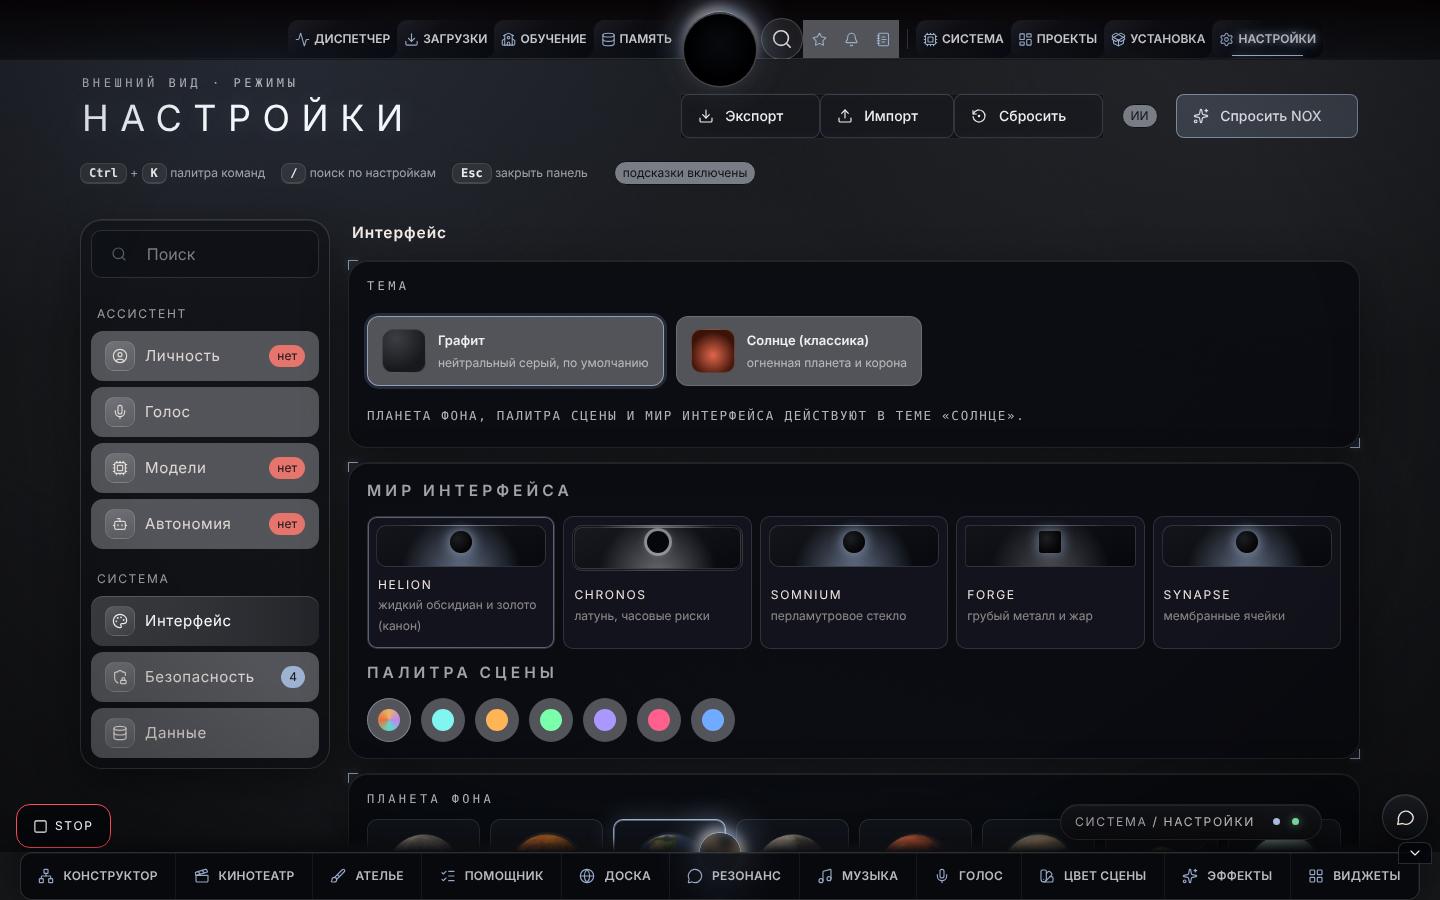 ДИСПЕТЧЕР ЗАГРУЗКИ ОБУЧЕНИЕ ПАМЯТЬ СИСТЕМА ПРОЕКТЫ УСТАНОВКА НАСТРОЙКИ
ВНЕШНИЙ ВИД · РЕЖИМЫ
НАСТРОЙКИ
Экспорт Импорт Сбросить ИИ Спросить NOX
Ctrl + K палитра команд / поиск по настройкам Esc закрыть панель подсказки включены
Поиск
АССИСТЕНТ
Личность нет
Голос
Модели нет
Автономия нет
СИСТЕМА
Интерфейс
Безопасность 4
Данные
Интерфейс
ТЕМА
Графит
нейтральный серый, по умолчанию
Солнце (классика)
огненная планета и корона
ПЛАНЕТА ФОНА, ПАЛИТРА СЦЕНЫ И МИР ИНТЕРФЕЙСА ДЕЙСТВУЮТ В ТЕМЕ «СОЛНЦЕ».
МИР ИНТЕРФЕЙСА
HELION
жидкий обсидиан и золото
(канон)
CHRONOS
латунь, часовые риски
SOMNIUM
перламутровое стекло
FORGE
грубый металл и жар
SYNAPSE
мембранные ячейки
ПАЛИТРА СЦЕНЫ
ПЛАНЕТА ФОНА
СИСТЕМА / НАСТРОЙКИ
STOP
КОНСТРУКТОР КИНОТЕАТР АТЕЛЬЕ ПОМОЩНИК ДОСКА РЕЗОНАНС МУЗЫКА ГОЛОС ЦВЕТ СЦЕНЫ ЭФФЕКТЫ ВИДЖЕТЫ